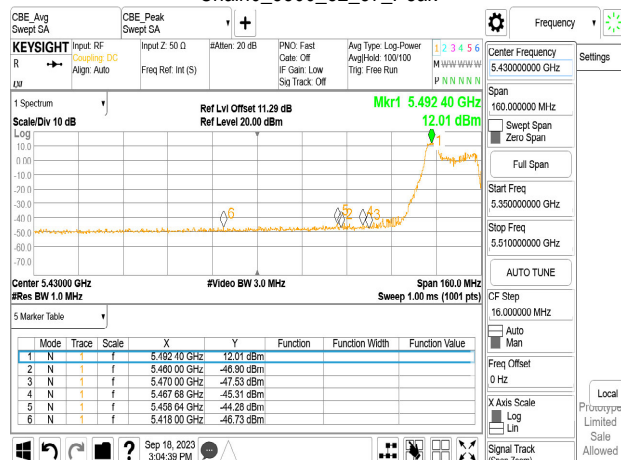 CBE_Avg
Swept SA
CBE_Peak
Swept SA
Frequency
KEYSIGHT
R
Input: RF
Coupling: DC
Align: Auto
Input Z: 50 Ω
Freq Ref: Int (S)
#Atten: 20 dB
PNO: Fast
Gate: Off
IF Gain: Low
Sig Track: Off
Avg Type: Log-Power
Avg|Hold: 100/100
Trig: Free Run
1 2 3 4 5 6
M W W W W W
P N N N N N
Center Frequency
5.430000000 GHz
Settings
Span
160.000000 MHz
Swept Span
Zero Span
Full Span
Start Freq
5.350000000 GHz
Stop Freq
5.510000000 GHz
AUTO TUNE
CF Step
16.000000 MHz
Auto
Man
Freq Offset
0 Hz
X Axis Scale
Log
Lin
Signal Track
Local
Prototype
Limited
Sale
Allowed
1 Spectrum
Scale/Div 10 dB
Ref Lvl Offset 11.29 dB
Ref Level 20.00 dBm
Mkr1 5.492 40 GHz
12.01 dBm
Log
10.0
0.00
-10.0
-20.0
-30.0
-40.0
-50.0
-60.0
-70.0
1
6
5
2
4
3
Center 5.43000 GHz
#Res BW 1.0 MHz
#Video BW 3.0 MHz
Span 160.0 MHz
Sweep 1.00 ms (1001 pts)
5 Marker Table
Mode Trace Scale X Y Function Function Width Function Value
1 N 1 f 5.492 40 GHz 12.01 dBm
2 N 1 f 5.460 00 GHz -46.90 dBm
3 N 1 f 5.470 00 GHz -47.53 dBm
4 N 1 f 5.467 68 GHz -45.31 dBm
5 N 1 f 5.458 64 GHz -44.28 dBm
6 N 1 f 5.418 00 GHz -46.73 dBm
?
Sep 18, 2023
3:04:39 PM